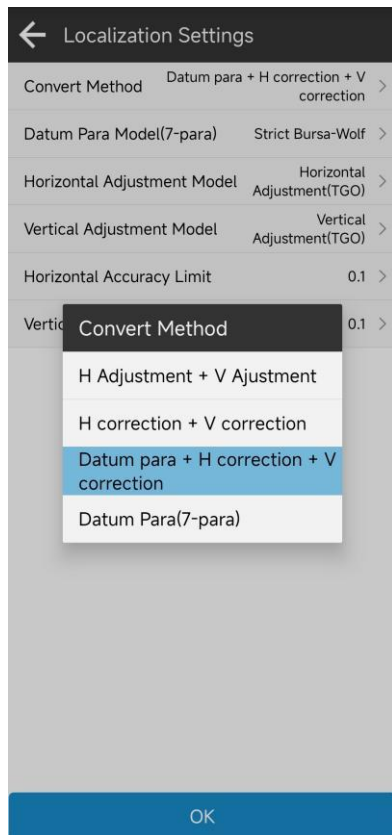 Localization Settings
Convert Method
Datum para + H correction + V
correction
Datum Para Model(7-para)
Strict Bursa-Wolf
Horizontal Adjustment Model
Horizontal
Adjustment(TGO)
Vertical Adjustment Model
Vertical
Adjustment(TGO)
Horizontal Accuracy Limit
0.1
Vertic
0.1
Convert Method
H Adjustment + V Ajustment
H correction + V correction
Datum para + H correction + V
correction
Datum Para(7-para)
OK